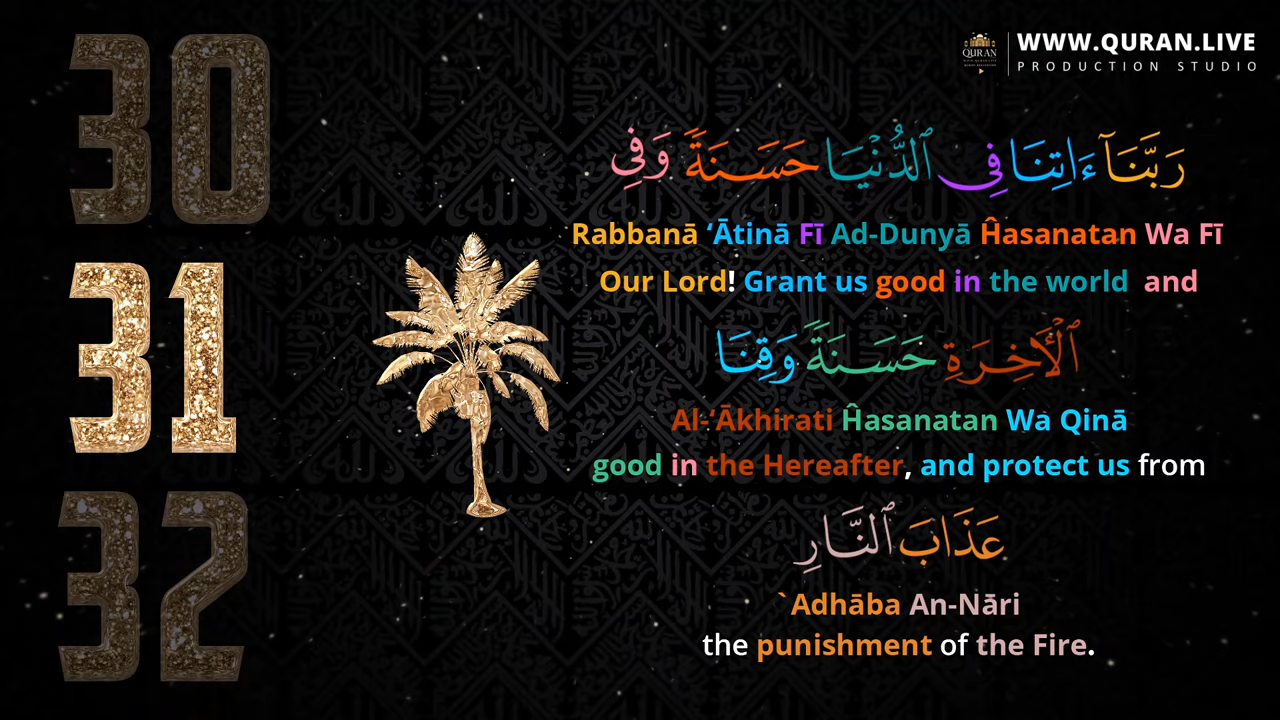 30
31
32
QURAN
WWW.QURAN.LIVE
PRODUCTION STUDIO
رَبَّنَآ ءَاتِنَا فِى ٱلدُّنْيَا حَسَنَةً وَفِى
Rabbanā ‘Ātinā Fī Ad-Dunyā Ĥasanatan Wa Fī
Our Lord! Grant us good in the world and
ٱلْأَخِرَةِ حَسَنَةً وَقِنَا
Al-‘Ākhirati Ĥasanatan Wa Qinā
good in the Hereafter, and protect us from
عَذَابَ ٱلنَّارِ
`Adhāba An-Nāri
the punishment of the Fire.